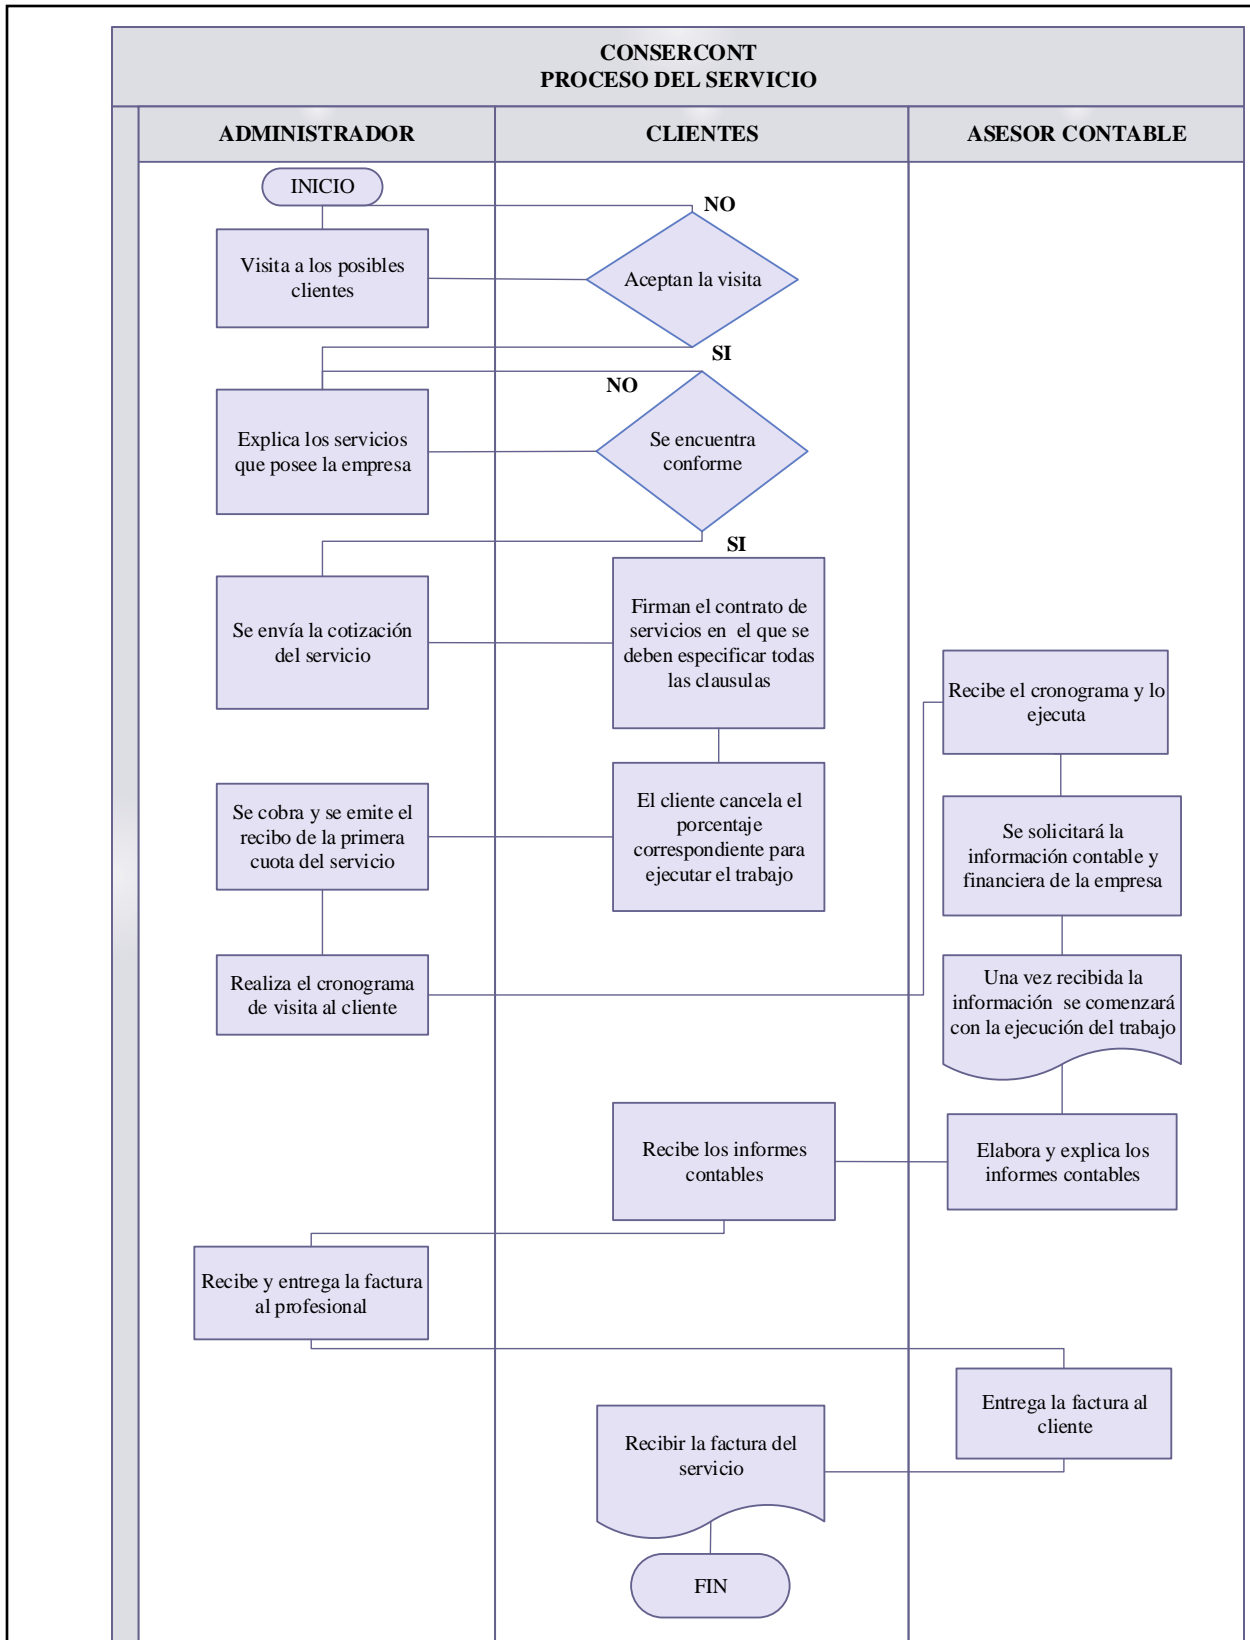 CONSERCONT
PROCESO DEL SERVICIO
ADMINISTRADOR
CLIENTES
ASESOR CONTABLE
INICIO
NO
Visita a los posibles
clientes
Aceptan la visita
SI
NO
Explica los servicios
que posee la empresa
Se encuentra
conforme
SI
Se envía la cotización
del servicio
Firman el contrato de
servicios en el que se
deben especificar todas
las clausulas
Recibe el cronograma y lo
ejecuta
Se cobra y se emite el
recibo de la primera
cuota del servicio
El cliente cancela el
porcentaje
correspondiente para
ejecutar el trabajo
Se solicitará la
información contable y
financiera de la empresa
Realiza el cronograma
de visita al cliente
Una vez recibida la
información se comenzará
con la ejecución del trabajo
Recibe los informes
contables
Elabora y explica los
informes contables
Recibe y entrega la factura
al profesional
Entrega la factura al
cliente
Recibir la factura del
servicio
FIN